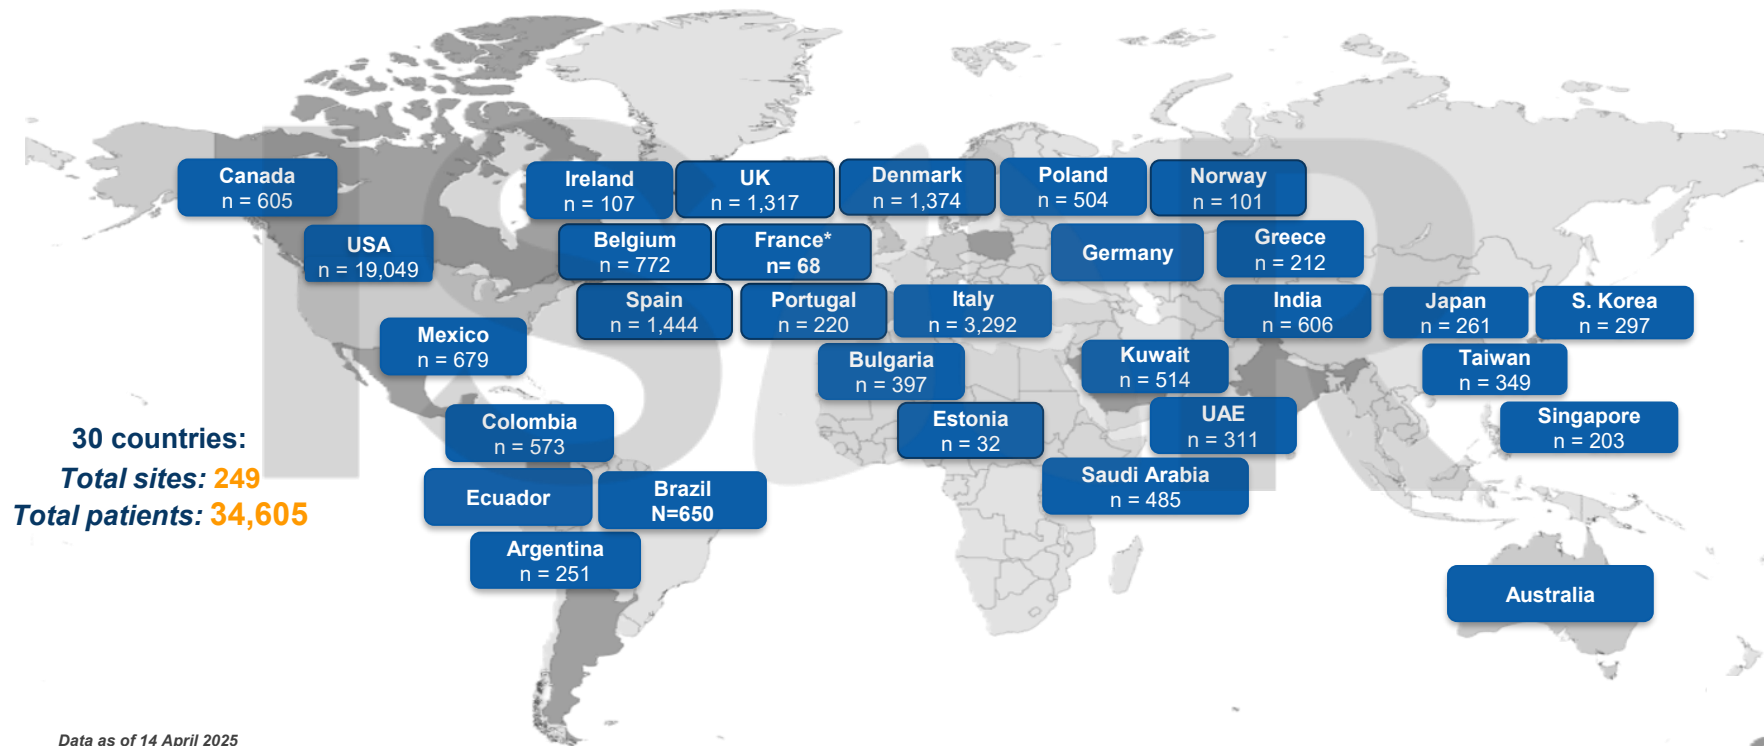 Canada
n = 605
Ireland
n = 107
UK
n = 1,317
Denmark
n = 1,374
Poland
n = 504
Norway
n = 101
USA
n = 19,049
Belgium
n = 772
France*
n= 68
Germany
Greece
n = 212
Spain
n = 1,444
Portugal
n = 220
Italy
n = 3,292
India
n = 606
Japan
n = 261
S. Korea
n = 297
Mexico
n = 679
Bulgaria
n = 397
Kuwait
n = 514
Taiwan
n = 349
Colombia
n = 573
Estonia
n = 32
UAE
n = 311
Singapore
n = 203
30 countries:
Total sites: 249
Total patients: 34,605
Ecuador
Brazil
N=650
Saudi Arabia
n = 485
Argentina
n = 251
Australia
Data as of 14 April 2025
ISAR